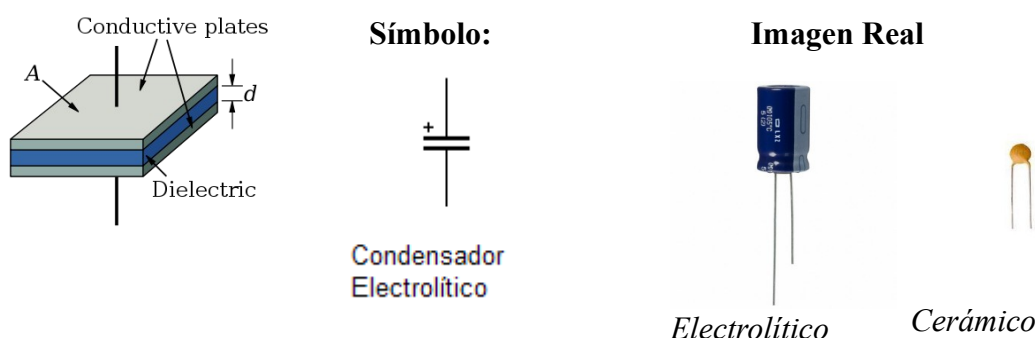 Conductive plates
A
d
Dielectric
Símbolo:
+
Condensador
Electrolítico
Imagen Real
Electrolítico
Cerámico